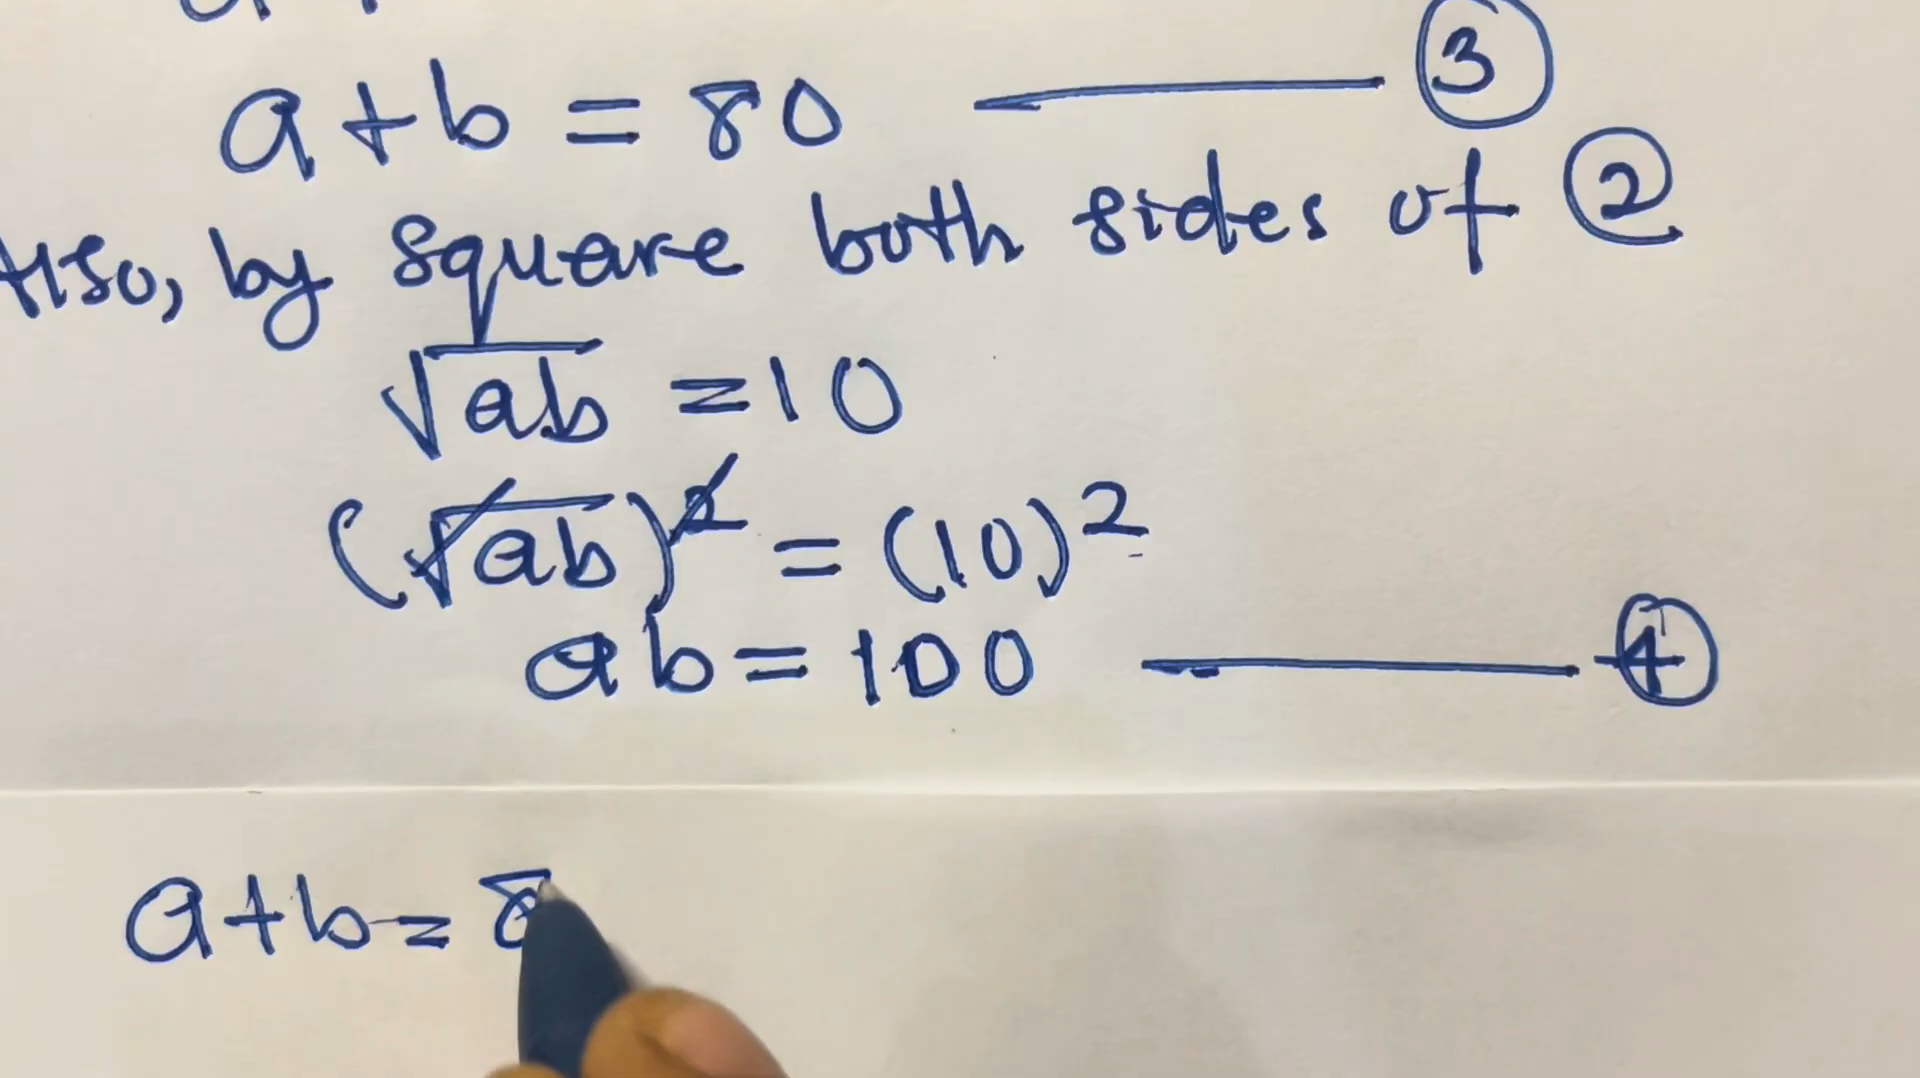 a+b = 80 ——— ③
Also, by square both sides of ②
√ab = 10
(√ab)² = (10)²
ab = 100 ——— ④
a+b = 8